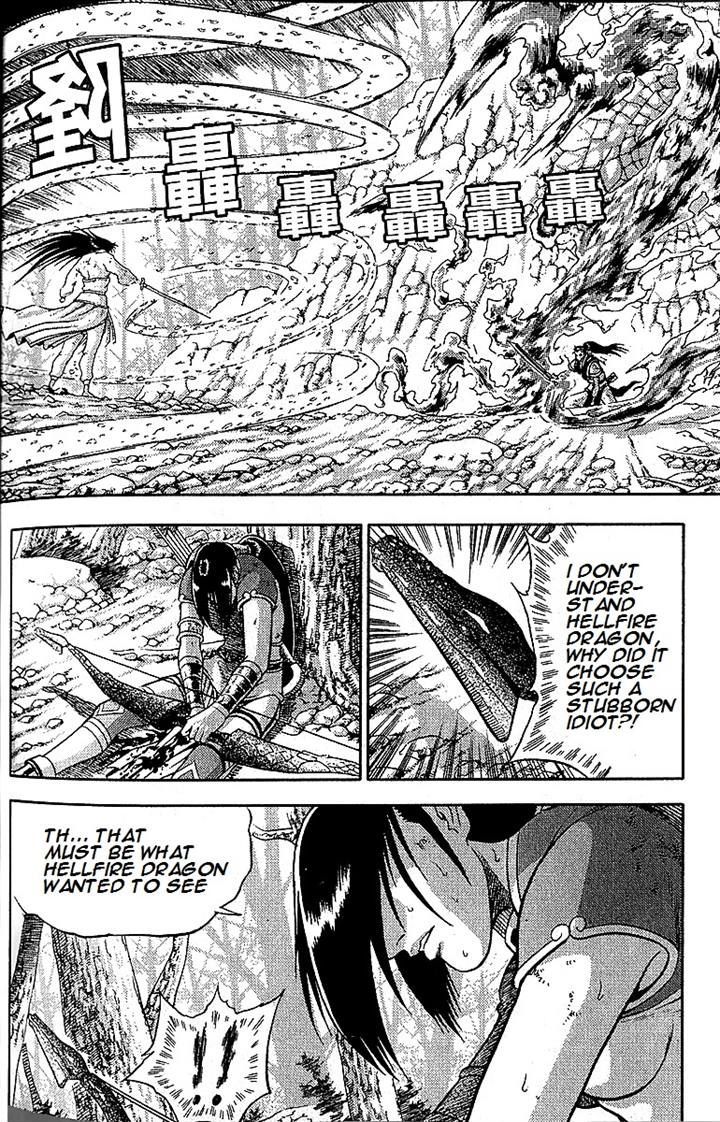 隆轟轟轟轟轟
I DON'T
UNDER-
STAND
HELLFIRE
DRAGON,
WHY DID IT
CHOOSE
SUCH A
STUBBORN
IDIOT?!
TH... THAT
MUST BE WHAT
HELLFIRE DRAGON
WANTED TO SEE
!!